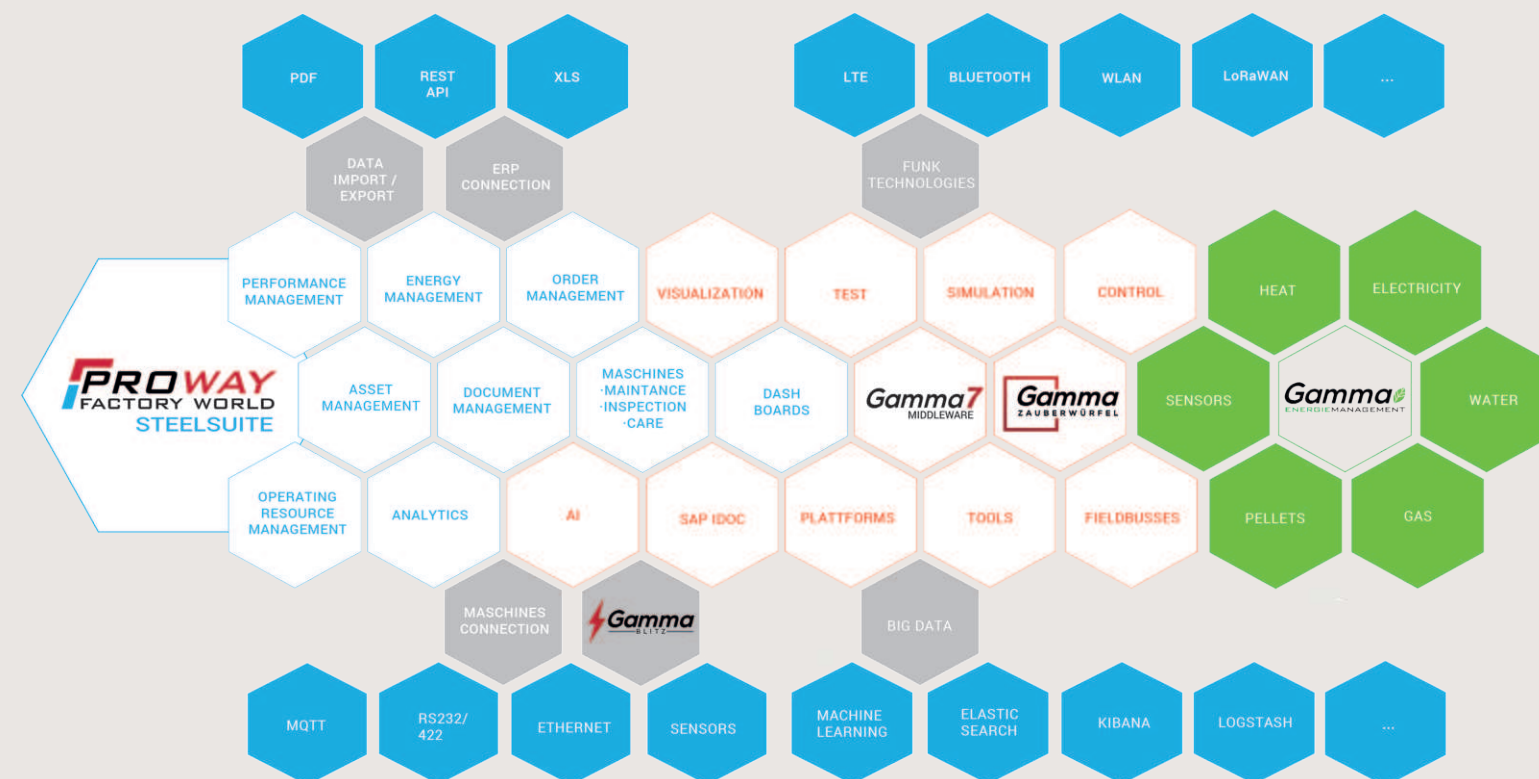 PDF
REST
API
XLS
LTE
BLUETOOTH
WLAN
LoRaWAN
...
DATA
IMPORT /
EXPORT
ERP
CONNECTION
FUNK
TECHNOLOGIES
PERFORMANCE
MANAGEMENT
ENERGY
MANAGEMENT
ORDER
MANAGEMENT
VISUALIZATION
TEST
SIMULATION
CONTROL
HEAT
ELECTRICITY
PROWAY
FACTORY WORLD
STEELSUITE
ASSET
MANAGEMENT
DOCUMENT
MANAGEMENT
MASCHINES
·MAINTANCE
·INSPECTION
·CARE
DASH
BOARDS
Gamma7
MIDDLEWARE
Gamma
ZAUBERWÜRFEL
SENSORS
Gamma
ENERGIEMANAGEMENT
WATER
OPERATING
RESOURCE
MANAGEMENT
ANALYTICS
AI
SAP IDOC
PLATTFORMS
TOOLS
FIELDBUSSES
PELLETS
GAS
MASCHINES
CONNECTION
Gamma
BLITZ
BIG DATA
MQTT
RS232/
422
ETHERNET
SENSORS
MACHINE
LEARNING
ELASTIC
SEARCH
KIBANA
LOGSTASH
...